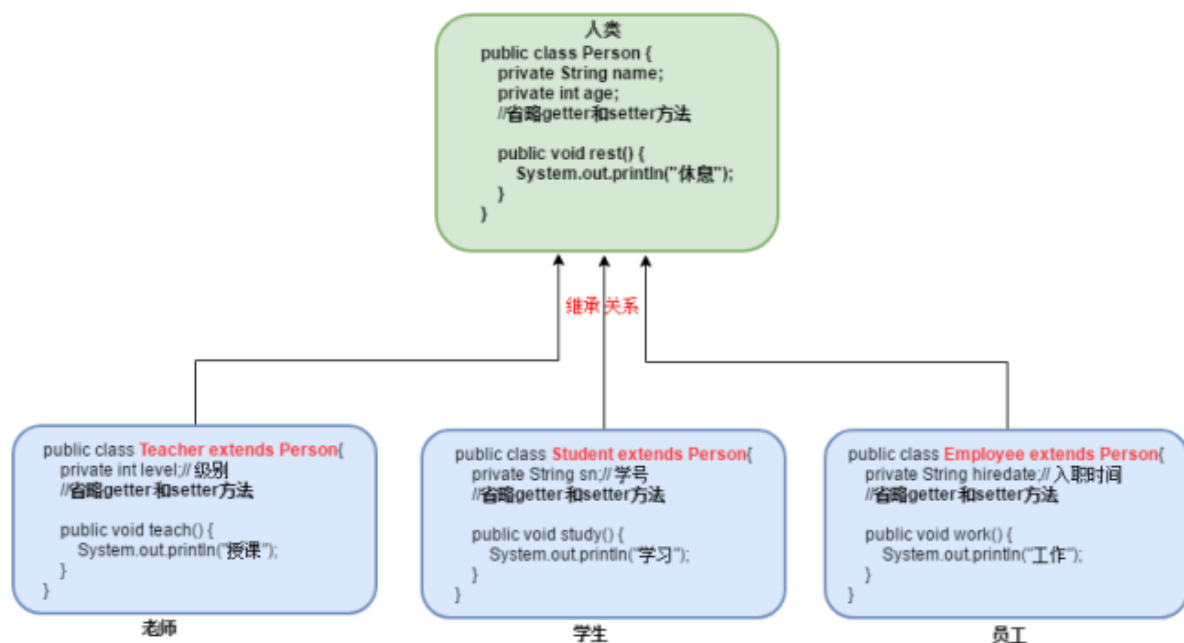 人类
public class Person {
private String name;
private int age;
//省略getter和setter方法
public void rest() {
System.out.println("休息");
}
}
继承关系
public class Teacher extends Person{
private int level;// 级别
//省略getter和setter方法
public void teach() {
System.out.println("授课");
}
}
老师
public class Student extends Person{
private String sn;// 学号
//省略getter和setter方法
public void study() {
System.out.println("学习");
}
}
学生
public class Employee extends Person{
private String hiredate;// 入职时间
//省略getter和setter方法
public void work() {
System.out.println("工作");
}
}
员工